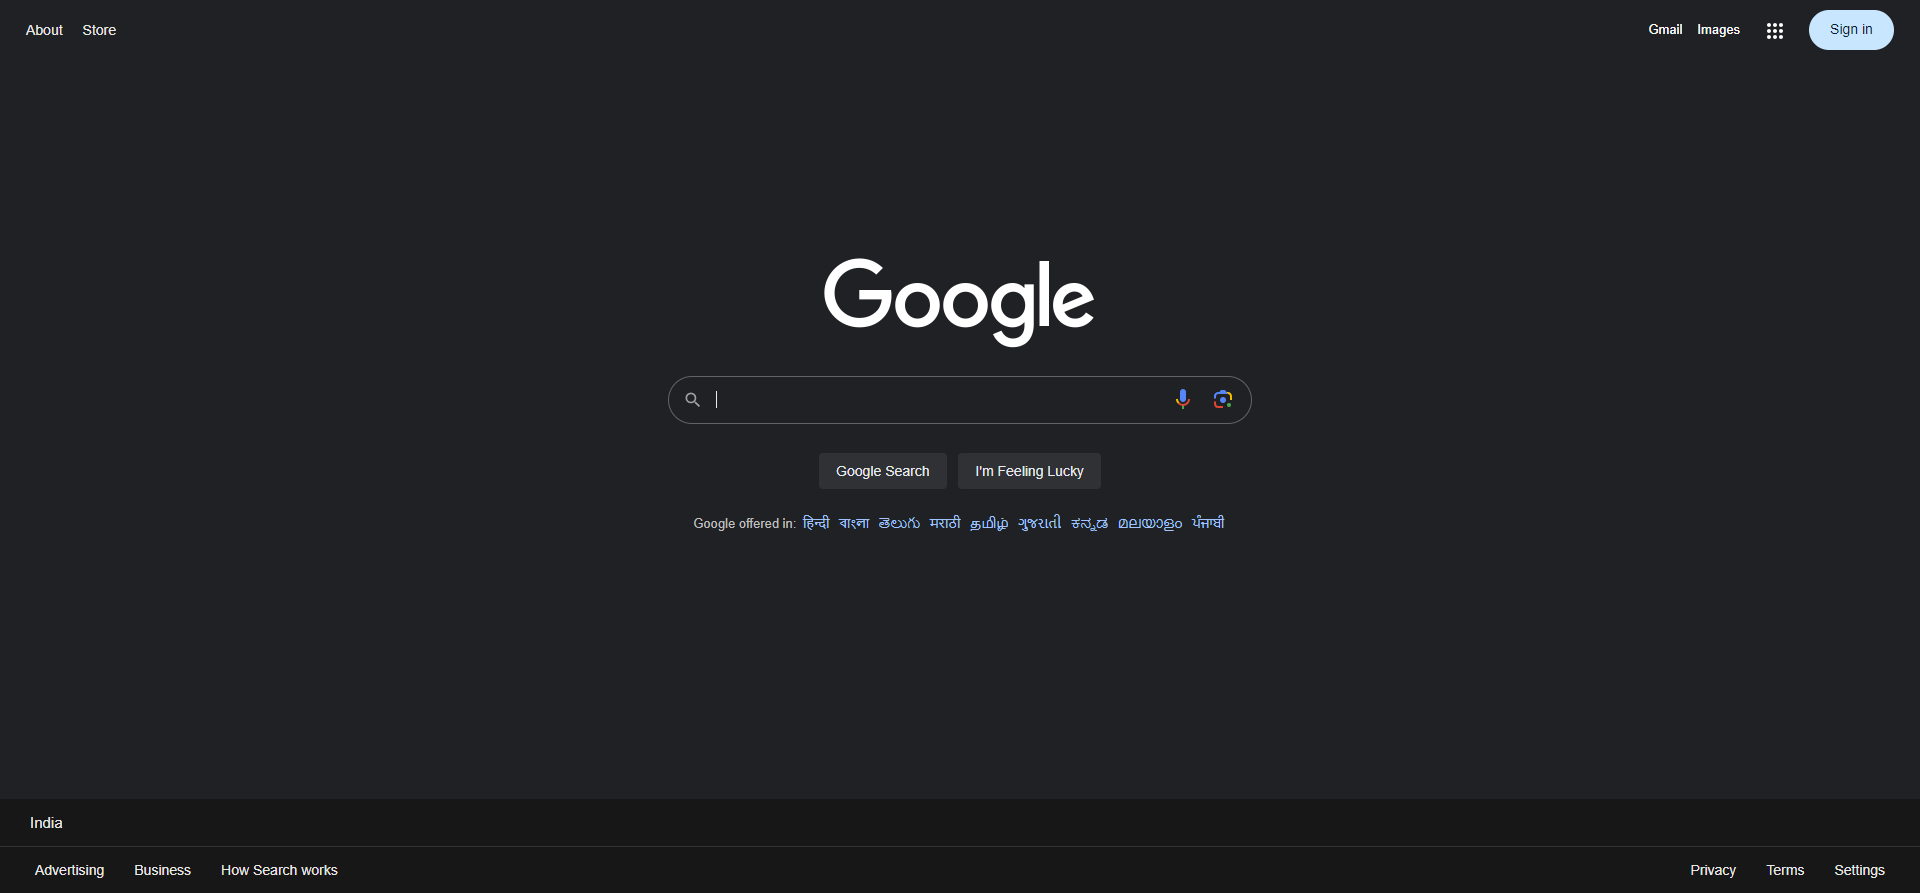 About Store Gmail Images Sign in
Google
Google Search I'm Feeling Lucky
Google offered in: हिन्दी বাংলা తెలుగు मराठी தமிழ் ગુજરાતી ಕನ್ನಡ മലയാളം ਪੰਜਾਬੀ
India
Advertising Business How Search works Privacy Terms Settings